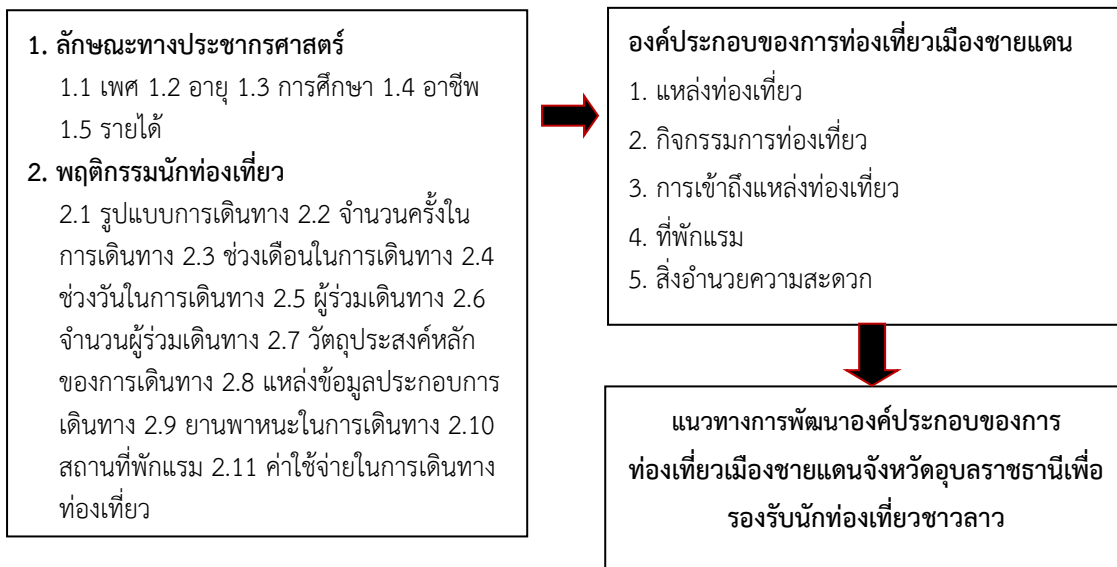 1. ลักษณะทางประชากรศาสตร์
1.1 เพศ 1.2 อายุ 1.3 การศึกษา 1.4 อาชีพ
1.5 รายได้
2. พฤติกรรมนักท่องเที่ยว
2.1 รูปแบบการเดินทาง 2.2 จำนวนครั้งใน
การเดินทาง 2.3 ช่วงเดือนในการเดินทาง 2.4
ช่วงวันในการเดินทาง 2.5 ผู้ร่วมเดินทาง 2.6
จำนวนผู้ร่วมเดินทาง 2.7 วัตถุประสงค์หลัก
ของการเดินทาง 2.8 แหล่งข้อมูลประกอบการ
เดินทาง 2.9 ยานพาหนะในการเดินทาง 2.10
สถานที่พักแรม 2.11 ค่าใช้จ่ายในการเดินทาง
ท่องเที่ยว
องค์ประกอบของการท่องเที่ยวเมืองชายแดน
1. แหล่งท่องเที่ยว
2. กิจกรรมการท่องเที่ยว
3. การเข้าถึงแหล่งท่องเที่ยว
4. ที่พักแรม
5. สิ่งอำนวยความสะดวก
แนวทางการพัฒนาองค์ประกอบของการ
ท่องเที่ยวเมืองชายแดนจังหวัดอุบลราชธานีเพื่อ
รองรับนักท่องเที่ยวชาวลาว